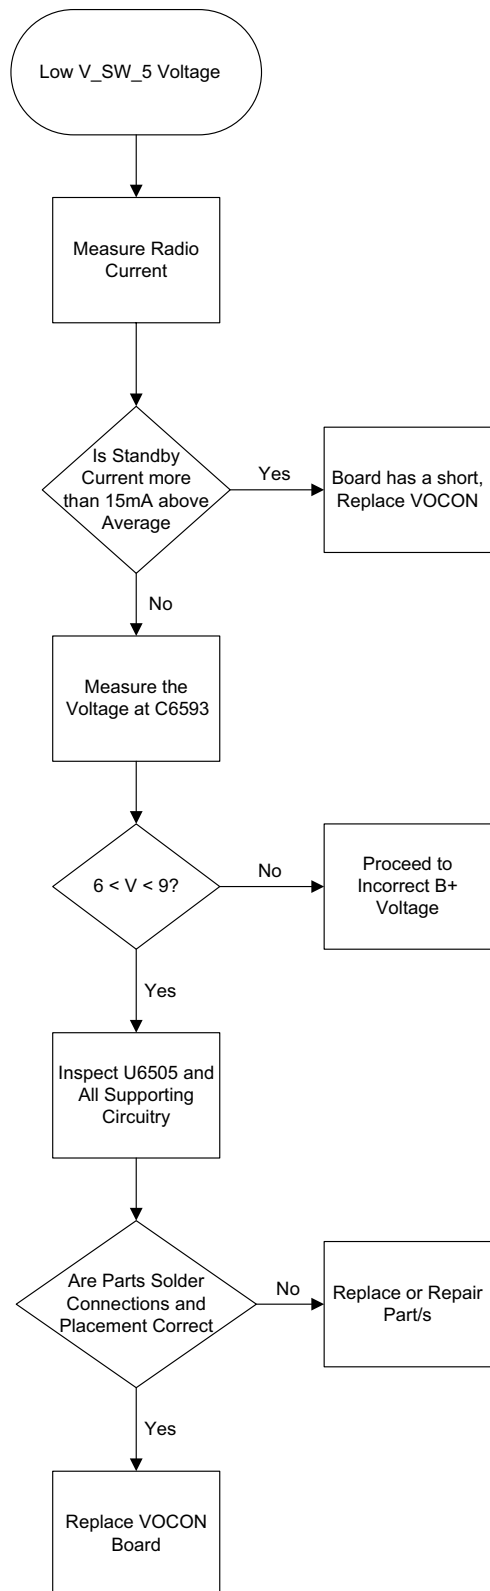 Low V_SW_5 Voltage
Measure Radio
Current
Is Standby
Current more
than 15mA above
Average
Yes
Board has a short,
Replace VOCON
No
Measure the
Voltage at C6593
6 < V < 9?
No
Proceed to
Incorrect B+
Voltage
Yes
Inspect U6505 and
All Supporting
Circuitry
Are Parts Solder
Connections and
Placement Correct
No
Replace or Repair
Part/s
Yes
Replace VOCON
Board